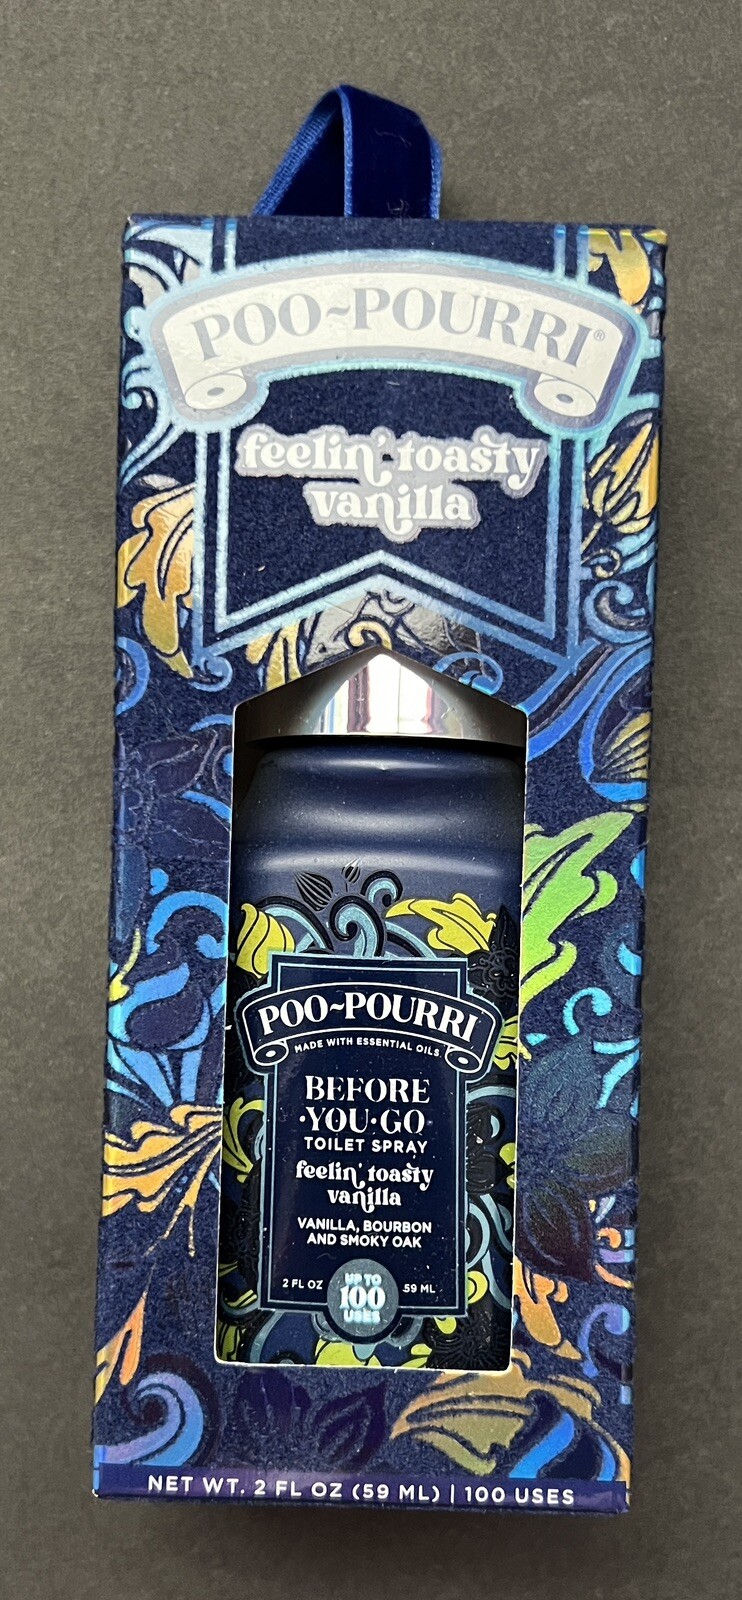 POO~POURRI®
feelin' toasty
vanilla
POO~POURRI
MADE WITH ESSENTIAL OILS.
BEFORE
·YOU·GO
TOILET SPRAY
feelin' toasty
vanilla
VANILLA, BOURBON
AND SMOKY OAK
2 FL OZ
UP TO
100
USES
59 ML
NET WT. 2 FL OZ (59 ML) | 100 USES